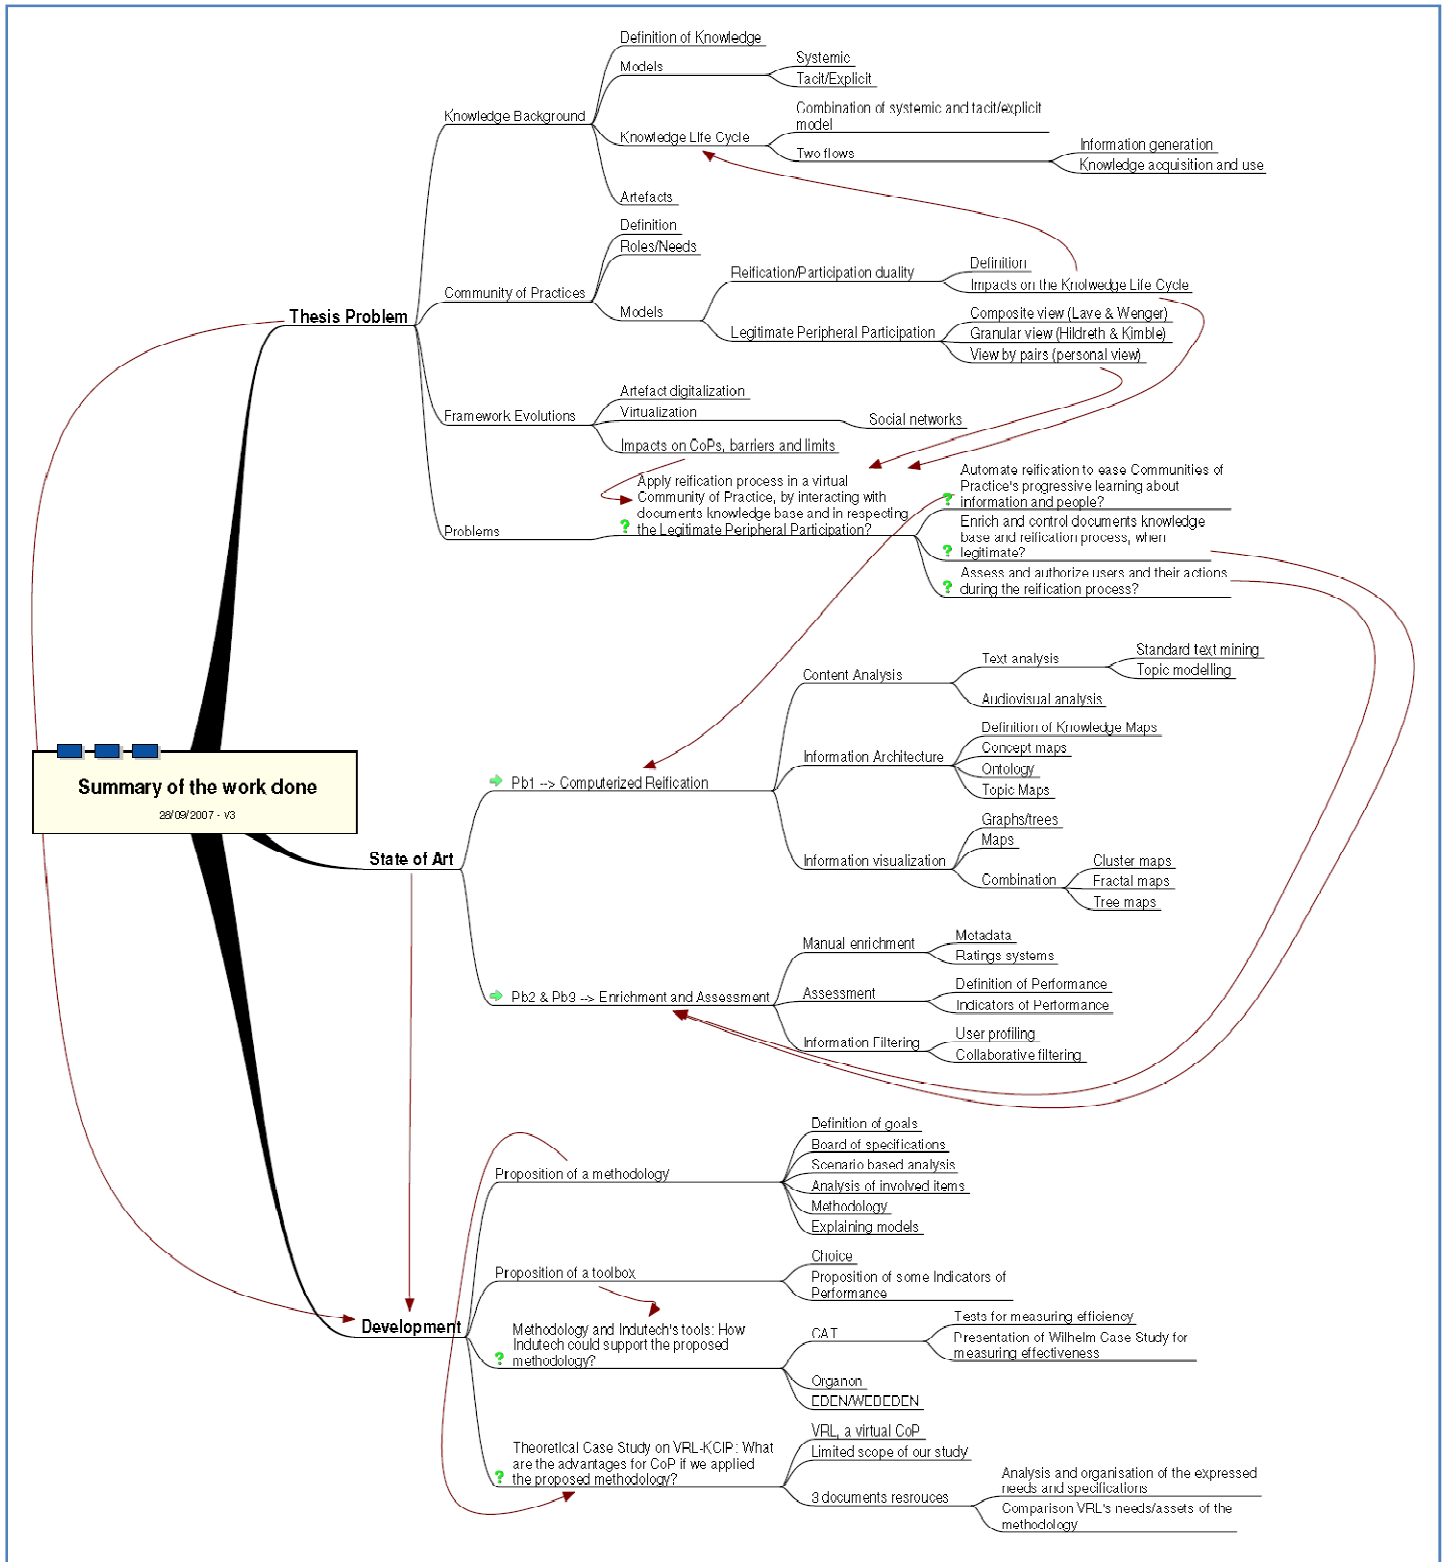 Definition of Knowledge
Models
Systemic
Tacit/Explicit
Knowledge Background
Combination of systemic and tacit/explicit
model
Knowledge Life Cycle
Two flows
Information generation
Knowledge acquisition and use
Artefacts
Definition
Roles/Needs
Reification/Participation duality
Definition
Impacts on the Knolwedge Life Cycle
Community of Practices
Models
Thesis Problem
Legitimate Peripheral Participation
Composite view (Lave & Wenger)
Granular view (Hildreth & Kimble)
View by pairs (personal view)
Artefact digitalization
Framework Evolutions
Virtualization
Social networks
Impacts on CoPs, barriers and limits
Problems
? Apply reification process in a virtual
Community of Practice, by interacting with
documents knowledge base and in respecting
the Legitimate Peripheral Participation?
? Automate reification to ease Communities of
Practice's progressive learning about
information and people?
? Enrich and control documents knowledge
base and reification process, when
legitimate?
? Assess and authorize users and their actions
during the reification process?
Summary of the work done
28/09/2007 - v3
State of Art
Pb1 --> Computerized Reification
Content Analysis
Text analysis
Standard text mining
Topic modelling
Audiovisual analysis
Information Architecture
Definition of Knowledge Maps
Concept maps
Ontology
Topic Maps
Information visualization
Graphs/trees
Maps
Combination
Cluster maps
Fractal maps
Tree maps
Pb2 & Pb3 --> Enrichment and Assessment
Manual enrichment
Metadata
Ratings systems
Assessment
Definition of Performance
Indicators of Performance
Information Filtering
User profiling
Collaborative filtering
Development
Proposition of a methodology
Definition of goals
Board of specifications
Scenario based analysis
Analysis of involved items
Methodology
Explaining models
Proposition of a toolbox
Choice
Proposition of some Indicators of
Performance
? Methodology and Indutech's tools: How
Indutech could support the proposed
methodology?
CAT
Tests for measuring efficiency
Presentation of Wilhelm Case Study for
measuring effectiveness
Organon
EDEN/WEBEDEN
? Theoretical Case Study on VRL-KCIP: What
are the advantages for CoP if we applied
the proposed methodology?
VRL, a virtual CoP
Limited scope of our study
3 documents resrouces
Analysis and organisation of the expressed
needs and specifications
Comparison VRL's needs/assets of the
methodology